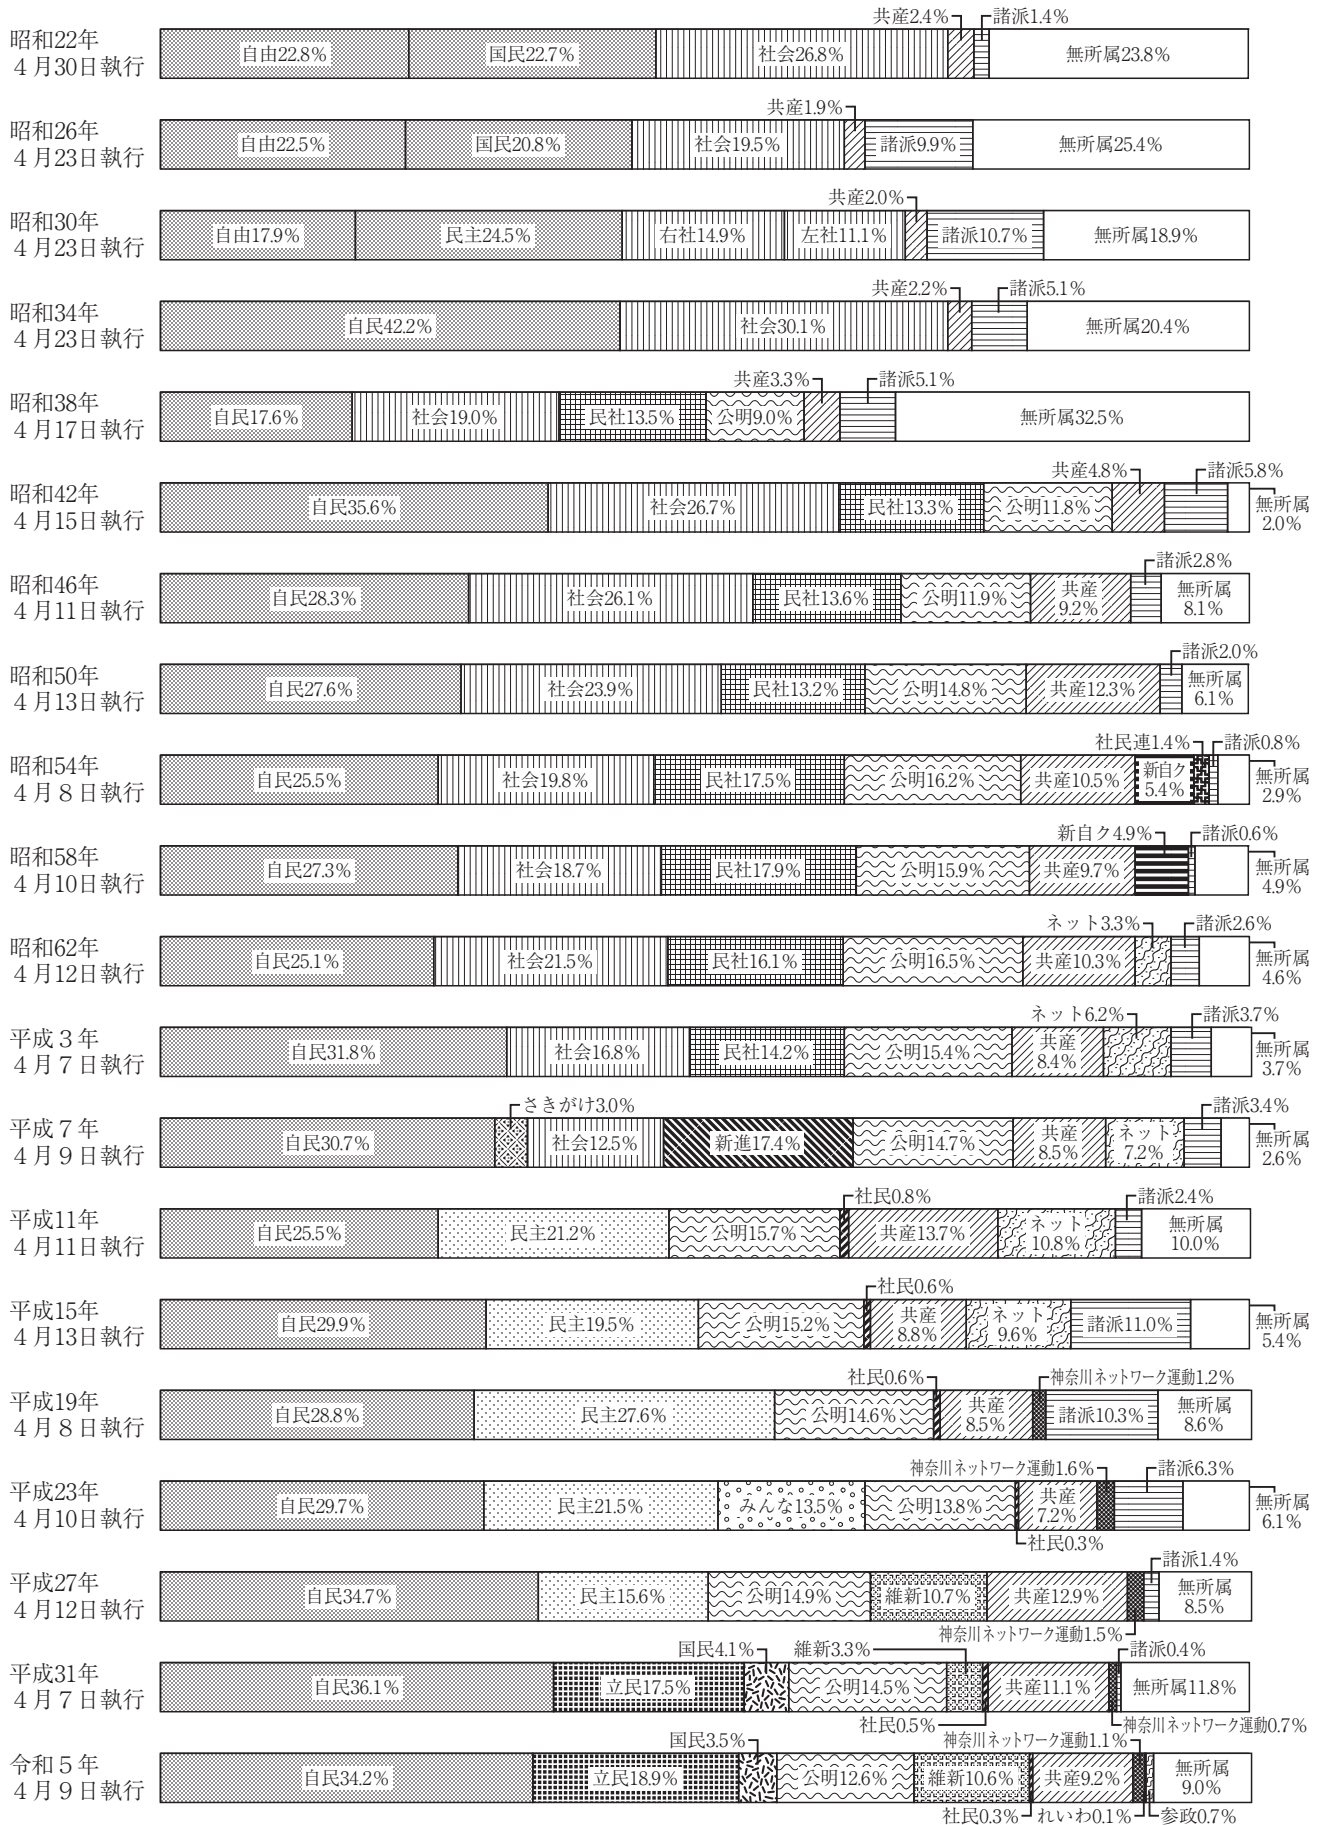 共産2.4%
諸派1.4%
昭和22年
４月30日執行
自由22.8%
国民22.7%
社会26.8%
無所属23.8%
共産1.9%
昭和26年
４月23日執行
自由22.5%
国民20.8%
社会19.5%
諸派9.9%
無所属25.4%
共産2.0%
昭和30年
４月23日執行
自由17.9%
民主24.5%
右社14.9%
左社11.1%
諸派10.7%
無所属18.9%
共産2.2%
諸派5.1%
昭和34年
４月23日執行
自民42.2%
社会30.1%
無所属20.4%
共産3.3%
諸派5.1%
昭和38年
４月17日執行
自民17.6%
社会19.0%
民社13.5%
公明9.0%
無所属32.5%
共産4.8%
諸派5.8%
昭和42年
４月15日執行
自民35.6%
社会26.7%
民社13.3%
公明11.8%
無所属
2.0%
諸派2.8%
昭和46年
４月11日執行
自民28.3%
社会26.1%
民社13.6%
公明11.9%
共産
9.2%
無所属
8.1%
諸派2.0%
昭和50年
４月13日執行
自民27.6%
社会23.9%
民社13.2%
公明14.8%
共産12.3%
無所属
6.1%
社民連1.4%
諸派0.8%
昭和54年
４月８日執行
自民25.5%
社会19.8%
民社17.5%
公明16.2%
共産10.5%
新自ク
5.4%
無所属
2.9%
新自ク4.9%
諸派0.6%
昭和58年
４月10日執行
自民27.3%
社会18.7%
民社17.9%
公明15.9%
共産9.7%
無所属
4.9%
ネット3.3%
諸派2.6%
昭和62年
４月12日執行
自民25.1%
社会21.5%
民社16.1%
公明16.5%
共産10.3%
無所属
4.6%
ネット6.2%
諸派3.7%
平成３年
４月７日執行
自民31.8%
社会16.8%
民社14.2%
公明15.4%
共産
8.4%
無所属
3.7%
さきがけ3.0%
諸派3.4%
平成７年
４月９日執行
自民30.7%
社会12.5%
新進17.4%
公明14.7%
共産
8.5%
ネット
7.2%
無所属
2.6%
社民0.8%
諸派2.4%
平成11年
４月11日執行
自民25.5%
民主21.2%
公明15.7%
共産13.7%
ネット
10.8%
無所属
10.0%
社民0.6%
平成15年
４月13日執行
自民29.9%
民主19.5%
公明15.2%
共産
8.8%
ネット
9.6%
諸派11.0%
無所属
5.4%
社民0.6%
神奈川ネットワーク運動1.2%
平成19年
４月８日執行
自民28.8%
民主27.6%
公明14.6%
共産
8.5%
諸派10.3%
無所属
8.6%
神奈川ネットワーク運動1.6%
諸派6.3%
平成23年
４月10日執行
自民29.7%
民主21.5%
みんな13.5%
公明13.8%
共産
7.2%
無所属
6.1%
社民0.3%
諸派1.4%
平成27年
４月12日執行
自民34.7%
民主15.6%
公明14.9%
維新10.7%
共産12.9%
無所属
8.5%
神奈川ネットワーク運動1.5%
国民4.1%
維新3.3%
諸派0.4%
平成31年
４月７日執行
自民36.1%
立民17.5%
公明14.5%
共産11.1%
無所属11.8%
社民0.5%
神奈川ネットワーク運動0.7%
国民3.5%
神奈川ネットワーク運動1.1%
令和５年
４月９日執行
自民34.2%
立民18.9%
公明12.6%
維新10.6%
共産9.2%
無所属
9.0%
社民0.3%
れいわ0.1%
参政0.7%